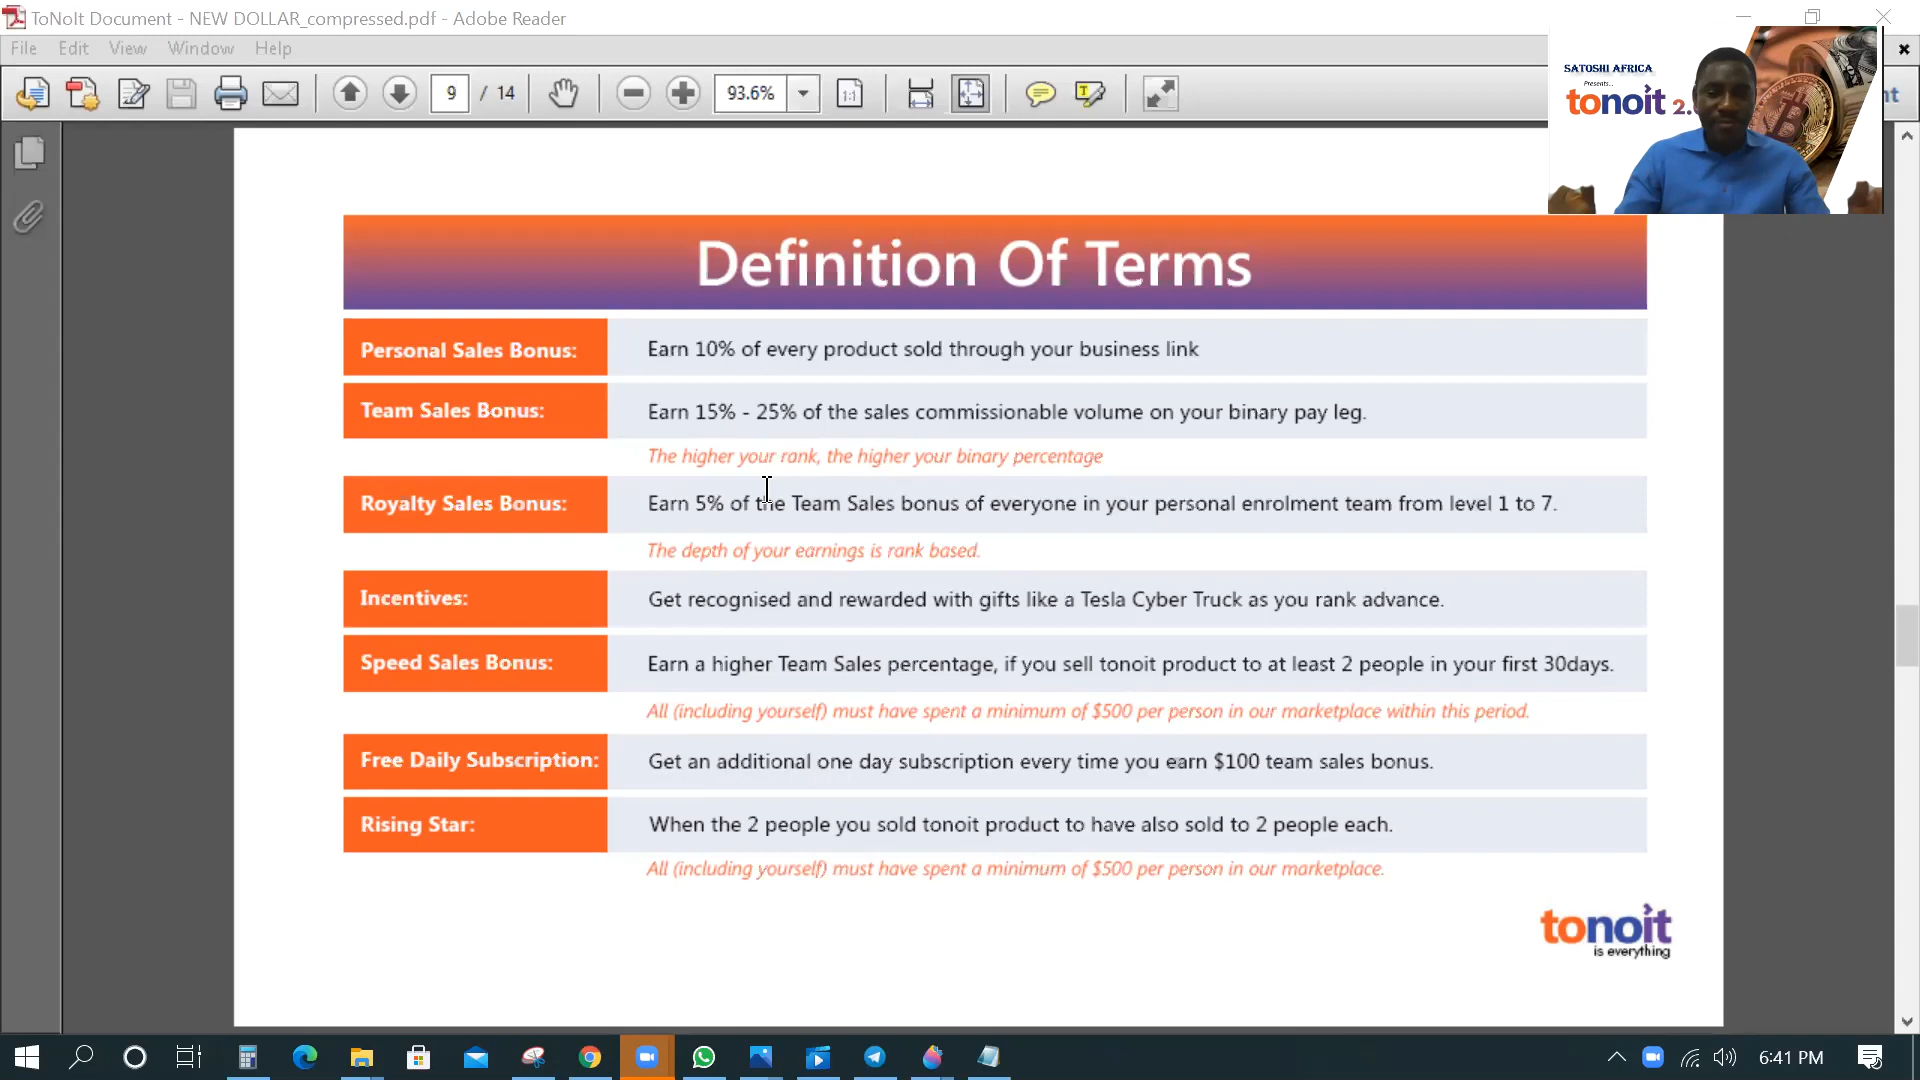 ToNoIt Document - NEW DOLLAR_compressed.pdf - Adobe Reader
File Edit View Window Help
9 / 14 93.6%
SATOSHI AFRICA
Presents...
tonoit 2.
Definition Of Terms
Personal Sales Bonus: Earn 10% of every product sold through your business link
Team Sales Bonus: Earn 15% - 25% of the sales commissionable volume on your binary pay leg.
The higher your rank, the higher your binary percentage
Royalty Sales Bonus: Earn 5% of the Team Sales bonus of everyone in your personal enrolment team from level 1 to 7.
The depth of your earnings is rank based.
Incentives: Get recognised and rewarded with gifts like a Tesla Cyber Truck as you rank advance.
Speed Sales Bonus: Earn a higher Team Sales percentage, if you sell tonoit product to at least 2 people in your first 30days.
All (including yourself) must have spent a minimum of $500 per person in our marketplace within this period.
Free Daily Subscription: Get an additional one day subscription every time you earn $100 team sales bonus.
Rising Star: When the 2 people you sold tonoit product to have also sold to 2 people each.
All (including yourself) must have spent a minimum of $500 per person in our marketplace.
tonoit
is everything
6:41 PM